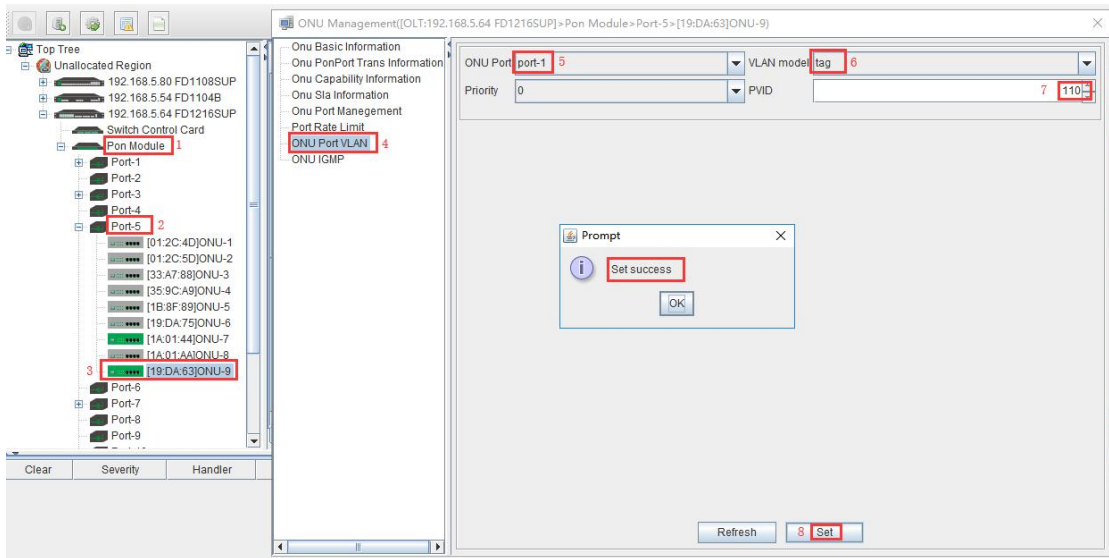 ONU Management([OLT:192.168.5.64 FD1216SUP]>Pon Module>Port-5>[19:DA:63]ONU-9)
Top Tree
Unallocated Region
192.168.5.80 FD1108SUP
192.168.5.54 FD1104B
192.168.5.64 FD1216SUP
Switch Control Card
Pon Module 1
Port-1
Port-2
Port-3
Port-4
Port-5 2
[01:2C:4D]ONU-1
[01:2C:5D]ONU-2
[33:A7:88]ONU-3
[35:9C:A9]ONU-4
[1B:8F:89]ONU-5
[19:DA:75]ONU-6
[1A:01:44]ONU-7
[1A:01:AA]ONU-8
3 [19:DA:63]ONU-9
Port-6
Port-7
Port-8
Port-9
Clear Severity Handler
Onu Basic Information
Onu PonPort Trans Information
Onu Capability Information
Onu Sla Information
Onu Port Manegement
Port Rate Limit
ONU Port VLAN 4
ONU IGMP
ONU Port port-1 5 VLAN model tag 6
Priority 0 PVID 7 110
Prompt
Set success
OK
Refresh 8 Set